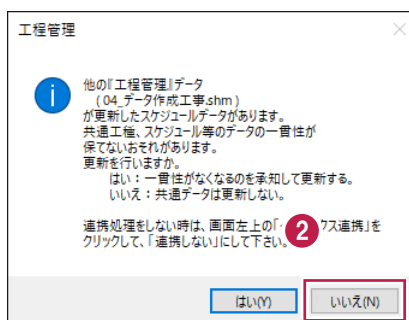 工程管理
他の『工程管理』データ
( 04_データ作成工事.shm )
が更新したスケジュールデータがあります。
共通工種、スケジュール等のデータの一貫性が
保てないおそれがあります。
更新を行いますか。
はい：一貫性がなくなるのを承知して更新する。
いいえ：共通データは更新しない。
連携処理をしない時は、画面左上の「 クス連携」を
クリックして、「連携しない」にして下さい。
2
はい(Y)
いいえ(N)